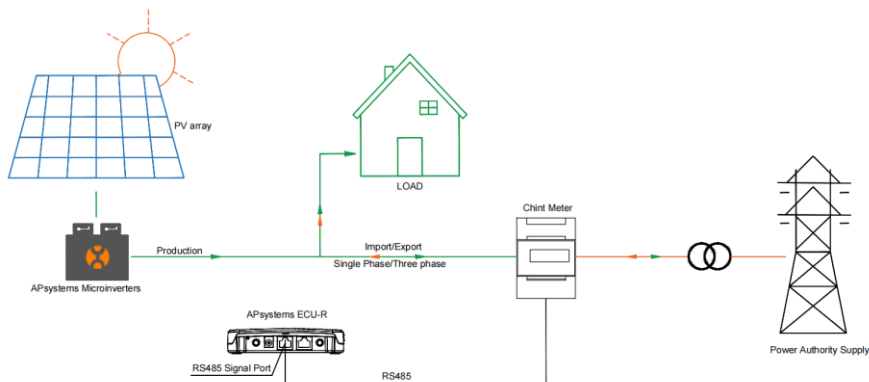 PV array
LOAD
Chint Meter
Production
Import/Export
Single Phase/Three phase
APsystems Microinverters
APsystems ECU-R
Power Authority Supply
RS485 Signal Port
RS485